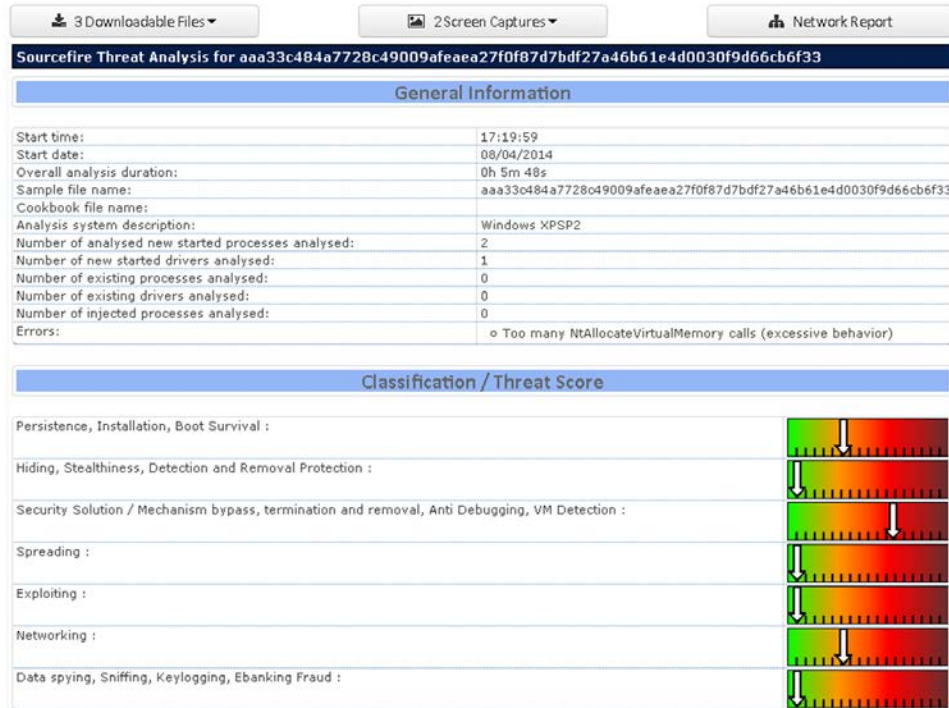 3 Downloadable Files
2 Screen Captures
Network Report
Sourcefire Threat Analysis for aaa33c484a7728c49009afeaea27f0f87d7bdf27a46b61e4d0030f9d66cb6f33
General Information
Start time: 17:19:59
Start date: 08/04/2014
Overall analysis duration: 0h 5m 48s
Sample file name: aaa33c484a7728c49009afeaea27f0f87d7bdf27a46b61e4d0030f9d66cb6f33
Cookbook file name:
Analysis system description: Windows XPSP2
Number of analysed new started processes analysed: 2
Number of new started drivers analysed: 1
Number of existing processes analysed: 0
Number of existing drivers analysed: 0
Number of injected processes analysed: 0
Errors: o Too many NtAllocateVirtualMemory calls (excessive behavior)
Classification / Threat Score
Persistence, Installation, Boot Survival :
Hiding, Stealthiness, Detection and Removal Protection :
Security Solution / Mechanism bypass, termination and removal, Anti Debugging, VM Detection :
Spreading :
Exploiting :
Networking :
Data spying, Sniffing, Keylogging, Ebanking Fraud :